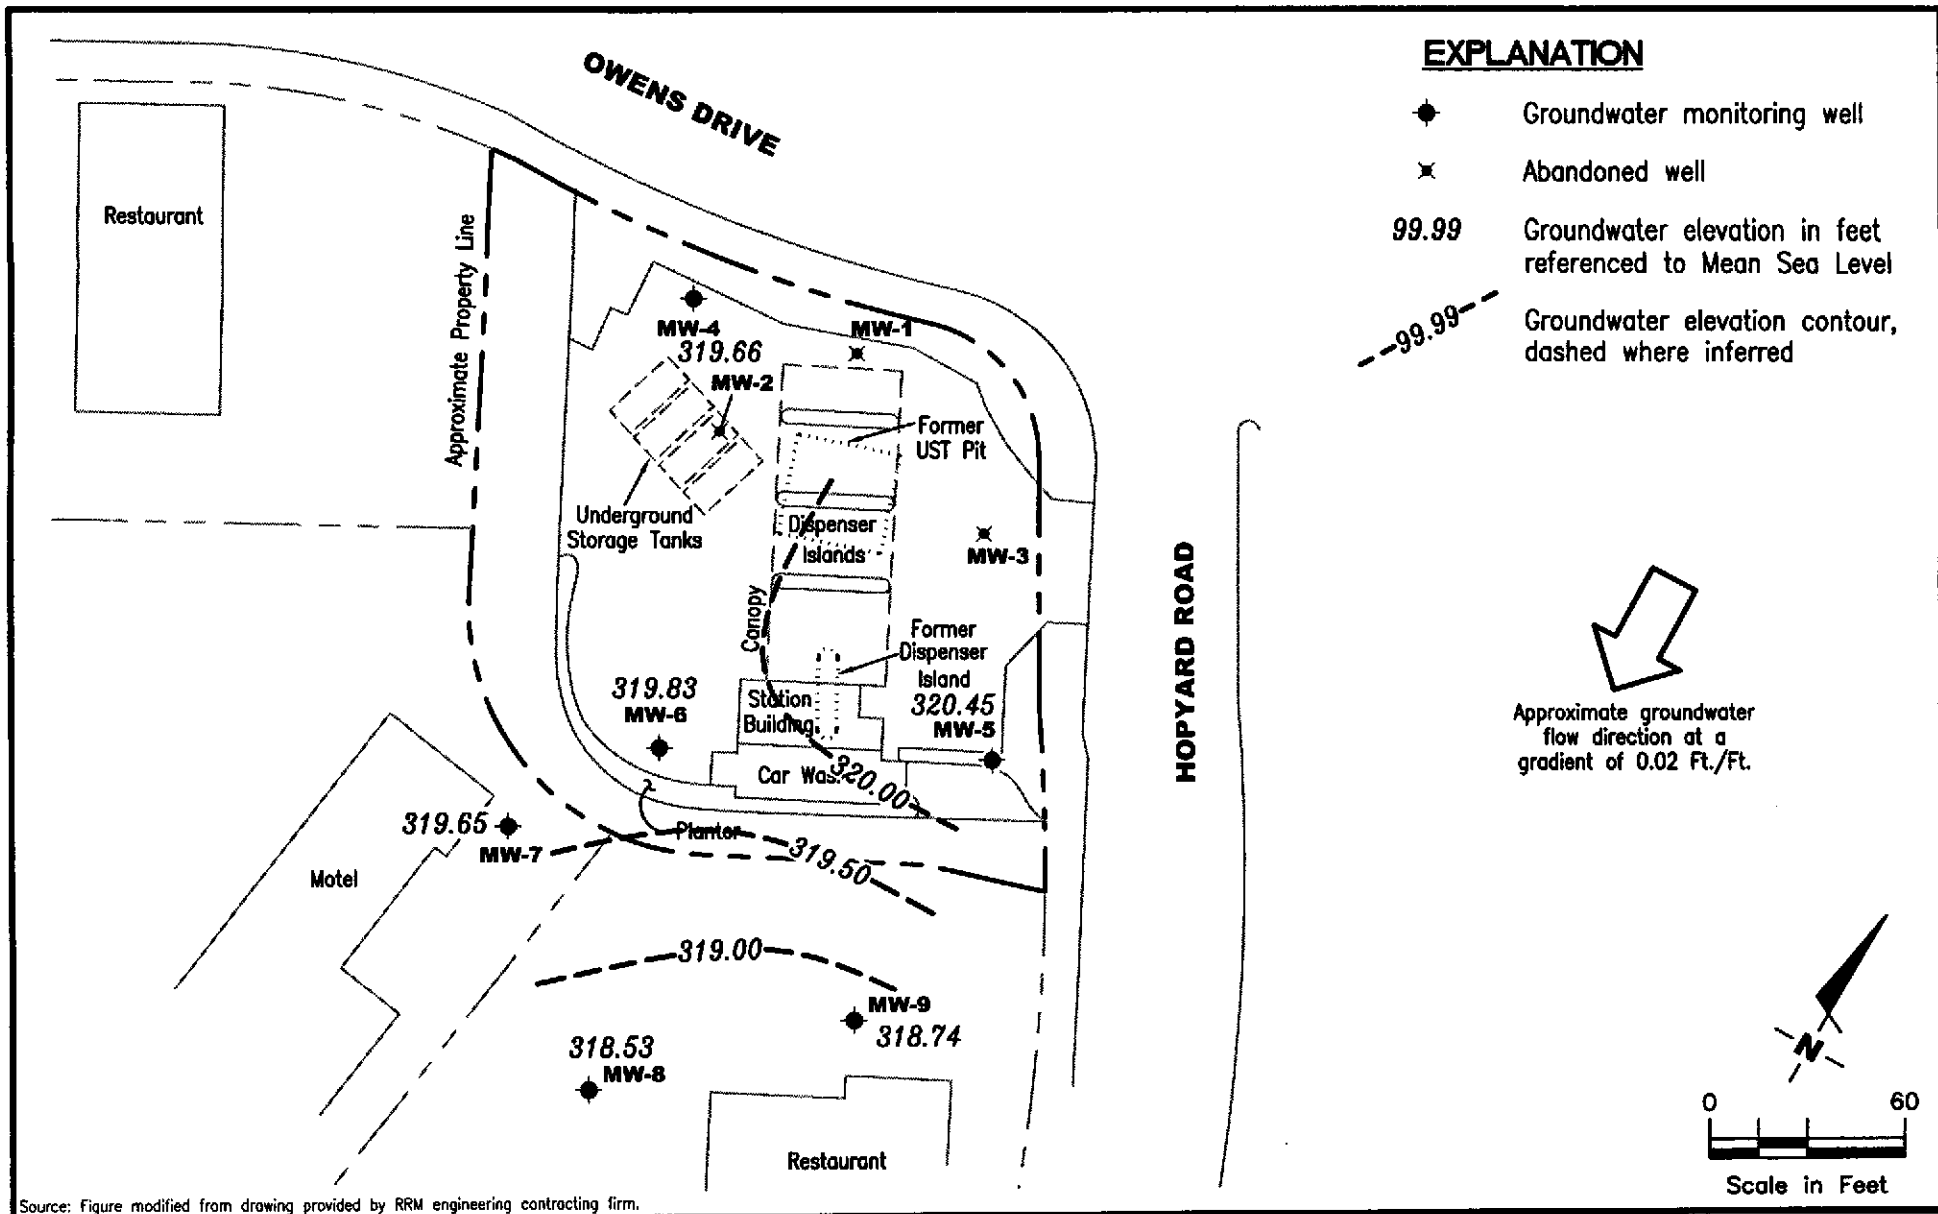 EXPLANATION
Groundwater monitoring well
Abandoned well
99.99
Groundwater elevation in feet
referenced to Mean Sea Level
99.99
Groundwater elevation contour,
dashed where inferred
OWENS DRIVE
Restaurant
Approximate Property Line
MW-4
319.66
MW-1
MW-2
Former
UST Pit
Underground
Storage Tanks
Dispenser
Islands
MW-3
Canopy
HOPYARD ROAD
Former
Dispenser
Island
319.83
MW-6
Station
Building
320.45
MW-5
Car Was
320.00
319.65
MW-7
Planter
319.50
Motel
319.00
MW-9
318.74
318.53
MW-8
Restaurant
Approximate groundwater
flow direction at a
gradient of 0.02 Ft./Ft.
N
0 60
Scale in Feet
Source: Figure modified from drawing provided by RRM engineering contracting firm.